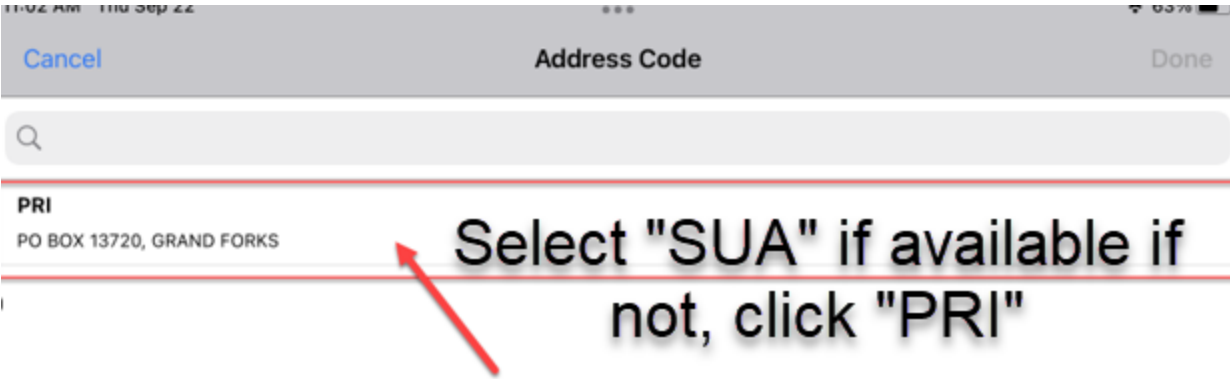 11:02 AM Thu Sep 22 63%
Cancel Address Code Done
PRI
PO BOX 13720, GRAND FORKS
Select "SUA" if available if
not, click "PRI"